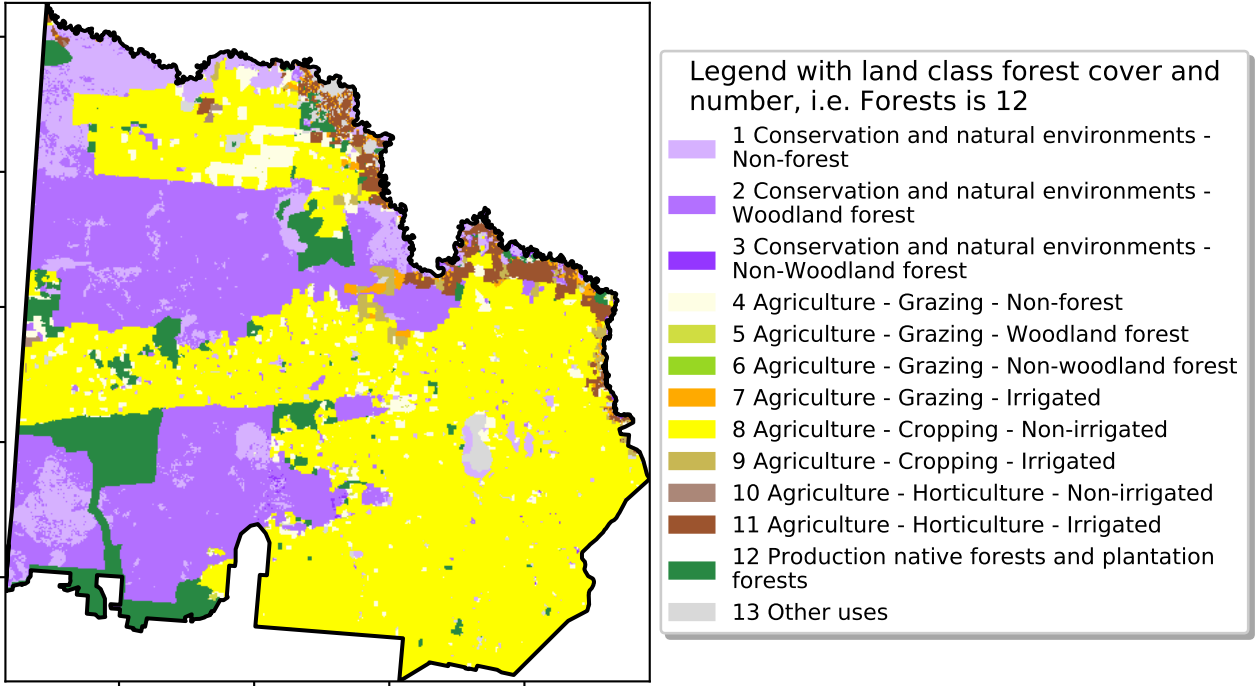 Legend with land class forest cover and
number, i.e. Forests is 12
1 Conservation and natural environments -
Non-forest
2 Conservation and natural environments -
Woodland forest
3 Conservation and natural environments -
Non-Woodland forest
4 Agriculture - Grazing - Non-forest
5 Agriculture - Grazing - Woodland forest
6 Agriculture - Grazing - Non-woodland forest
7 Agriculture - Grazing - Irrigated
8 Agriculture - Cropping - Non-irrigated
9 Agriculture - Cropping - Irrigated
10 Agriculture - Horticulture - Non-irrigated
11 Agriculture - Horticulture - Irrigated
12 Production native forests and plantation
forests
13 Other uses